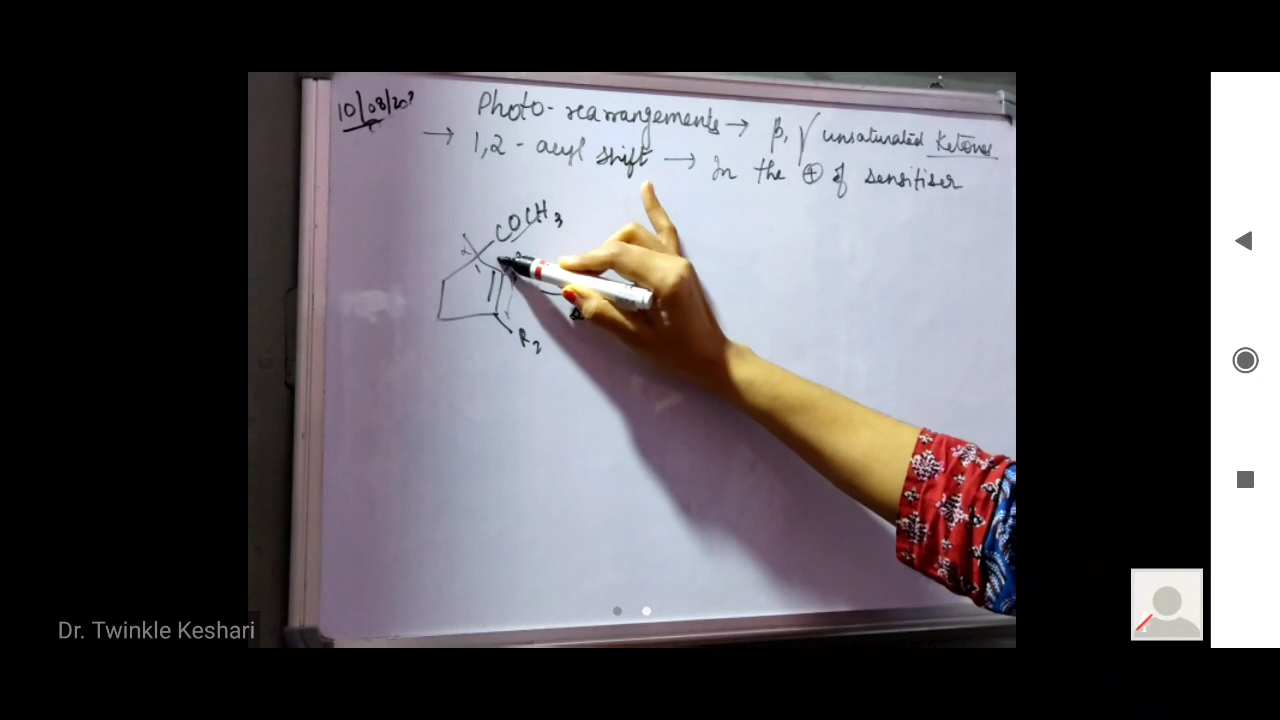 10/08/20
Photo-rearrangements → β, γ unsaturated Ketones
→ 1,2-acyl shift → In the ⊕ of sensitiser
COCH3
α
1
R2
Dr. Twinkle Keshari